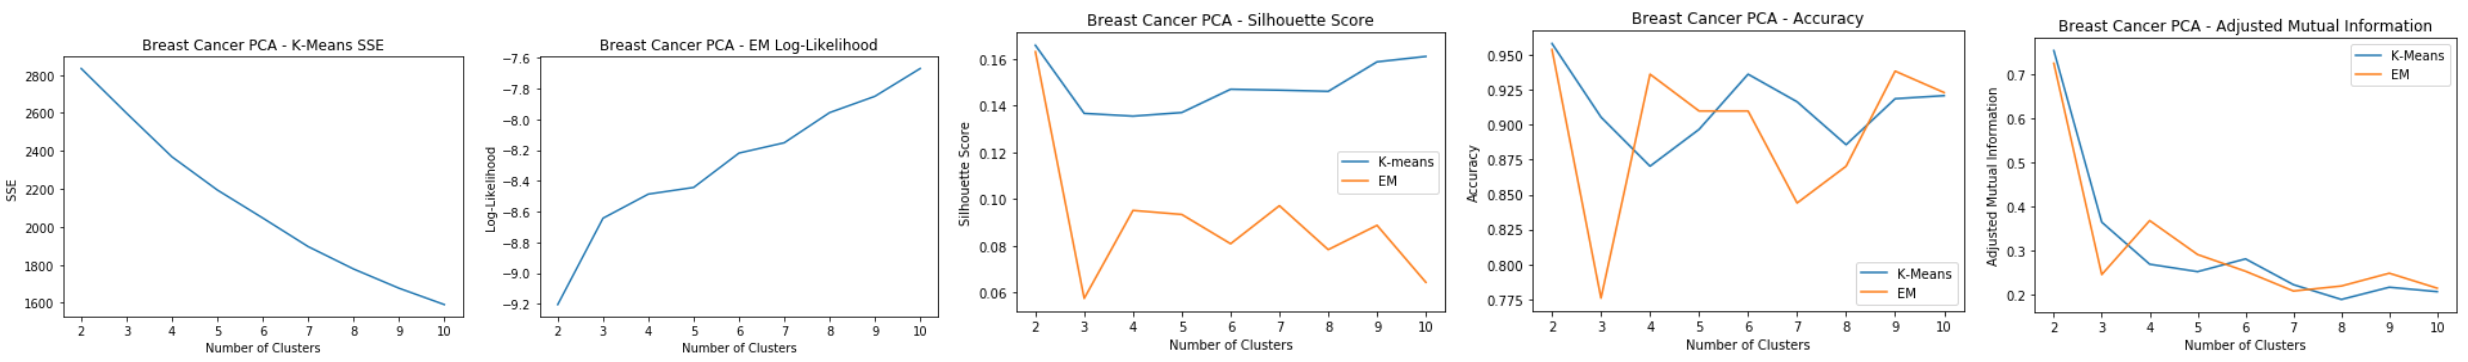 Breast Cancer PCA - K-Means SSE
SSE
2800
2600
2400
2200
2000
1800
1600
2 3 4 5 6 7 8 9 10
Number of Clusters
Breast Cancer PCA - EM Log-Likelihood
Log-Likelihood
−7.6
−7.8
−8.0
−8.2
−8.4
−8.6
−8.8
−9.0
−9.2
2 3 4 5 6 7 8 9 10
Number of Clusters
Breast Cancer PCA - Silhouette Score
Silhouette Score
0.16
0.14
0.12
0.10
0.08
0.06
K-means
EM
2 3 4 5 6 7 8 9 10
Number of Clusters
Breast Cancer PCA - Accuracy
Accuracy
0.950
0.925
0.900
0.875
0.850
0.825
0.800
0.775
K-Means
EM
2 3 4 5 6 7 8 9 10
Number of Clusters
Breast Cancer PCA - Adjusted Mutual Information
Adjusted Mutual Information
0.7
0.6
0.5
0.4
0.3
0.2
K-Means
EM
2 3 4 5 6 7 8 9 10
Number of Clusters